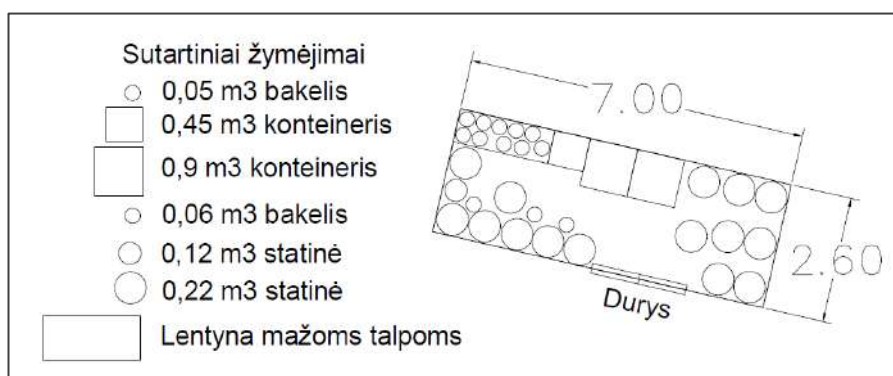 Sutartiniai žymėjimai
0,05 m3 bakelis
0,45 m3 konteineris
0,9 m3 konteineris
0,06 m3 bakelis
0,12 m3 statinė
0,22 m3 statinė
Lentyna mažoms talpoms
7.00
2.60
Durys